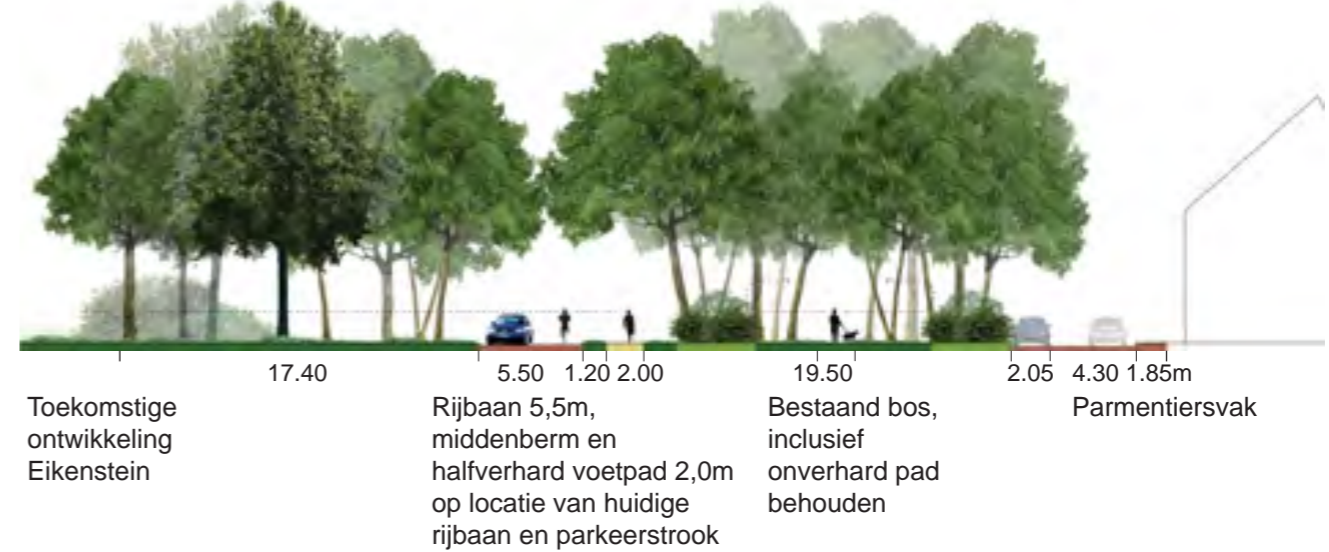 17.40 5.50 1.20 2.00 19.50 2.05 4.30 1.85m
Toekomstige
ontwikkeling
Eikenstein
Rijbaan 5,5m,
middenberm en
halfverhard voetpad 2,0m
op locatie van huidige
rijbaan en parkeerstrook
Bestaand bos,
inclusief
onverhard pad
behouden
Parmentiersvak